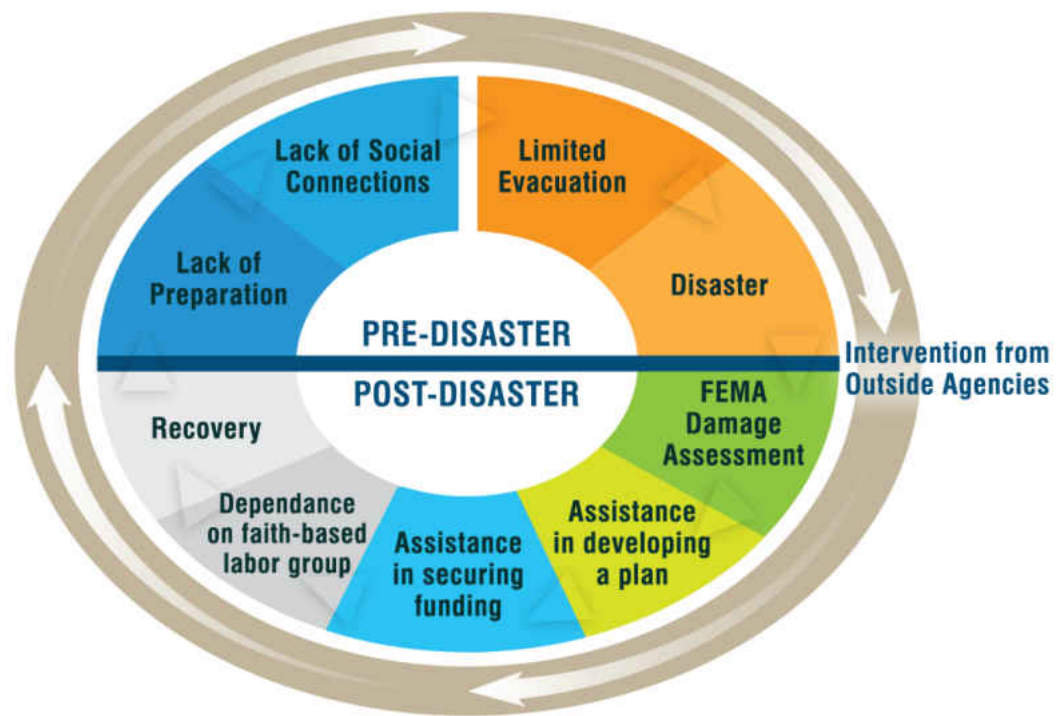 Lack of Social
Connections
Limited
Evacuation
Lack of
Preparation
Disaster
PRE-DISASTER
Intervention from
Outside Agencies
POST-DISASTER
FEMA
Damage
Assessment
Recovery
Dependance
on faith-based
labor group
Assistance
in securing
funding
Assistance
in developing
a plan